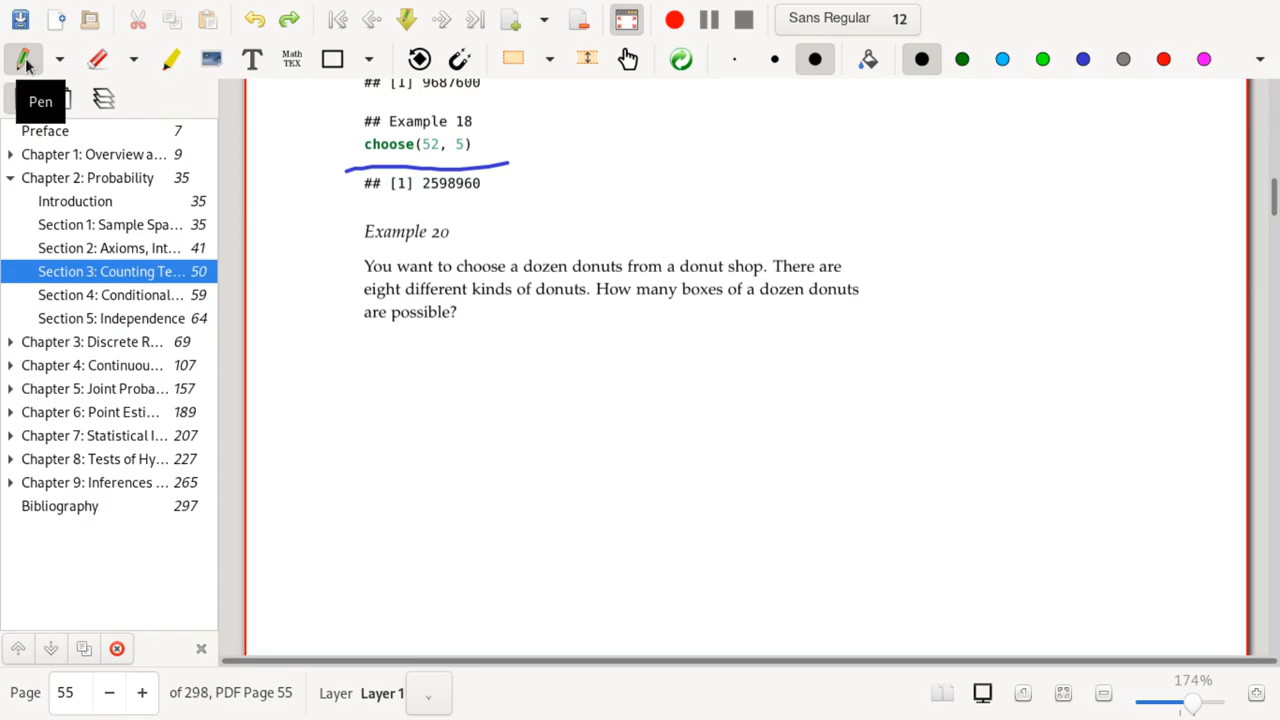 Sans Regular 12
T
Math
TEX
Pen
## [1] 9687600
## Example 18
choose(52, 5)
## [1] 2598960
Example 20
You want to choose a dozen donuts from a donut shop. There are
eight different kinds of donuts. How many boxes of a dozen donuts
are possible?
Preface 7
Chapter 1: Overview a... 9
Chapter 2: Probability 35
Introduction 35
Section 1: Sample Spa... 35
Section 2: Axioms, Int... 41
Section 3: Counting Te... 50
Section 4: Conditional... 59
Section 5: Independence 64
Chapter 3: Discrete R... 69
Chapter 4: Continuou... 107
Chapter 5: Joint Proba... 157
Chapter 6: Point Esti... 189
Chapter 7: Statistical I... 207
Chapter 8: Tests of Hy... 227
Chapter 9: Inferences ... 265
Bibliography 297
Page 55 of 298, PDF Page 55 Layer Layer 1 174%